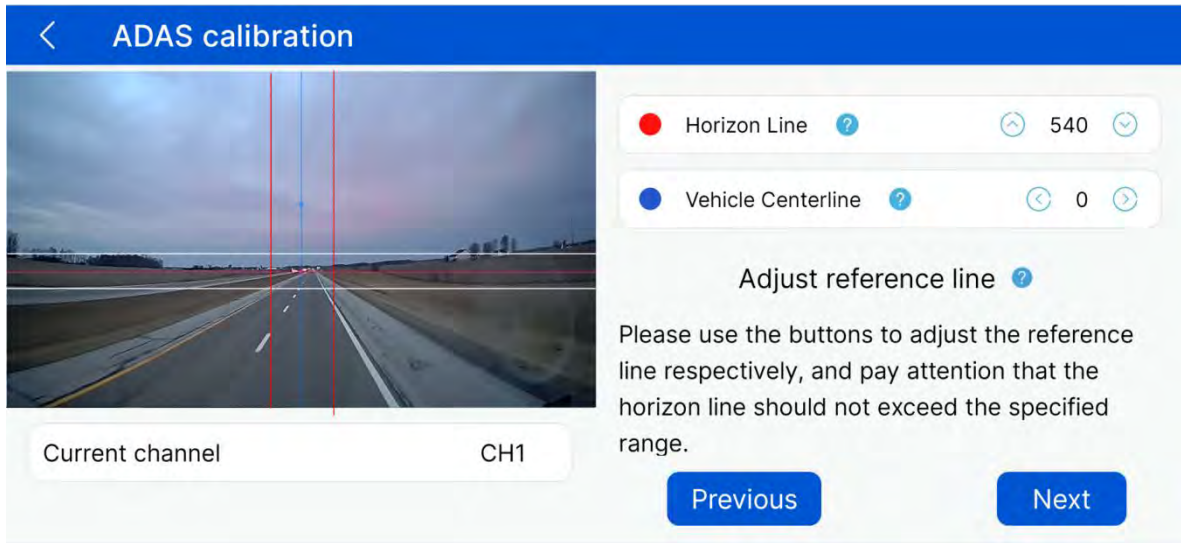 ADAS calibration
Horizon Line ? 540
Vehicle Centerline ? 0
Adjust reference line ?
Please use the buttons to adjust the reference
line respectively, and pay attention that the
horizon line should not exceed the specified
range.
Current channel CH1
Previous Next